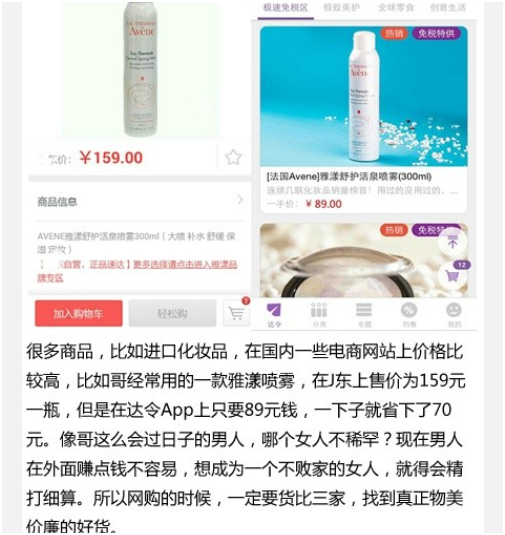 Avène
Eau Thermale
¥159.00
商品信息
AVENE雅漾舒护活泉喷雾300ml（大喷 补水 舒缓 保
湿 定妆）
自营，正品速达】更多选择请点击进入雅漾品
牌专区
加入购物车
轻松购
极速免税区 极致美护 全球零食 创意生活
热销 免税特供
Avène
[法国Avene]雅漾舒护活泉喷雾(300ml)
连续几联化妆品销量榜首！用过的没用过的，...
一手价： ¥ 89.00
热销 免税特
12
达令 分类 专题 约惠 我的
很多商品，比如进口化妆品，在国内一些电商网站上价格比
较高，比如哥经常用的一款雅漾喷雾，在J东上售价为159元
一瓶，但是在达令App上只要89元钱，一下子就省下了70
元。像哥这么会过日子的男人，哪个女人不稀罕？现在男人
在外面赚点钱不容易，想成为一个不败家的女人，就得会精
打细算。所以网购的时候，一定要货比三家，找到真正物美
价廉的好货。